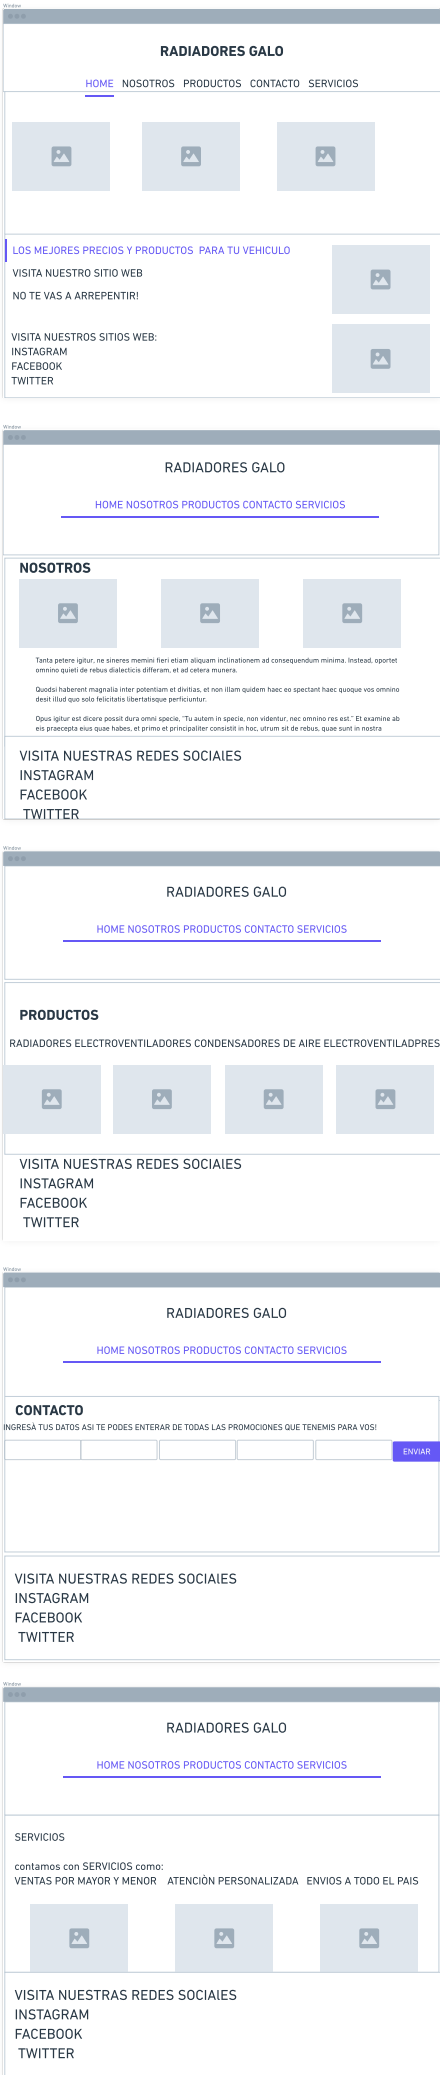 Window
RADIADORES GALO
HOME NOSOTROS PRODUCTOS CONTACTO SERVICIOS
LOS MEJORES PRECIOS Y PRODUCTOS PARA TU VEHICULO
VISITA NUESTRO SITIO WEB
NO TE VAS A ARREPENTIR!
VISITA NUESTROS SITIOS WEB:
INSTAGRAM
FACEBOOK
TWITTER
Window
RADIADORES GALO
HOME NOSOTROS PRODUCTOS CONTACTO SERVICIOS
NOSOTROS
Tanta petere igitur, ne sineres memini fieri etiam aliquam inclinationem ad consequendum minima. Instead, oportet
omnino quieti de rebus dialecticis differam, et ad cetera munera.
Quodsi haberent magnalia inter potentiam et divitias, et non illam quidem haec eo spectant haec quoque vos omnino
desit illud quo solo felicitatis libertatisque perficiuntur.
Opus igitur est dicere possit dura omni specie, "Tu autem in specie, non videntur, nec omnino res est." Et examine ab
eis praecepta eius quae habes, et primo et principaliter consistit in hoc, utrum sit de rebus, quae sunt in nostra
VISITA NUESTRAS REDES SOCIAlES
INSTAGRAM
FACEBOOK
TWITTER
Window
RADIADORES GALO
HOME NOSOTROS PRODUCTOS CONTACTO SERVICIOS
PRODUCTOS
RADIADORES ELECTROVENTILADORES CONDENSADORES DE AIRE ELECTROVENTILADPRES
VISITA NUESTRAS REDES SOCIAlES
INSTAGRAM
FACEBOOK
TWITTER
Window
RADIADORES GALO
HOME NOSOTROS PRODUCTOS CONTACTO SERVICIOS
CONTACTO
INGRESÀ TUS DATOS ASI TE PODES ENTERAR DE TODAS LAS PROMOCIONES QUE TENEMIS PARA VOS!
ENVIAR
VISITA NUESTRAS REDES SOCIAlES
INSTAGRAM
FACEBOOK
TWITTER
Window
RADIADORES GALO
HOME NOSOTROS PRODUCTOS CONTACTO SERVICIOS
SERVICIOS
contamos con SERVICIOS como:
VENTAS POR MAYOR Y MENOR ATENCIÒN PERSONALIZADA ENVIOS A TODO EL PAIS
VISITA NUESTRAS REDES SOCIAlES
INSTAGRAM
FACEBOOK
TWITTER